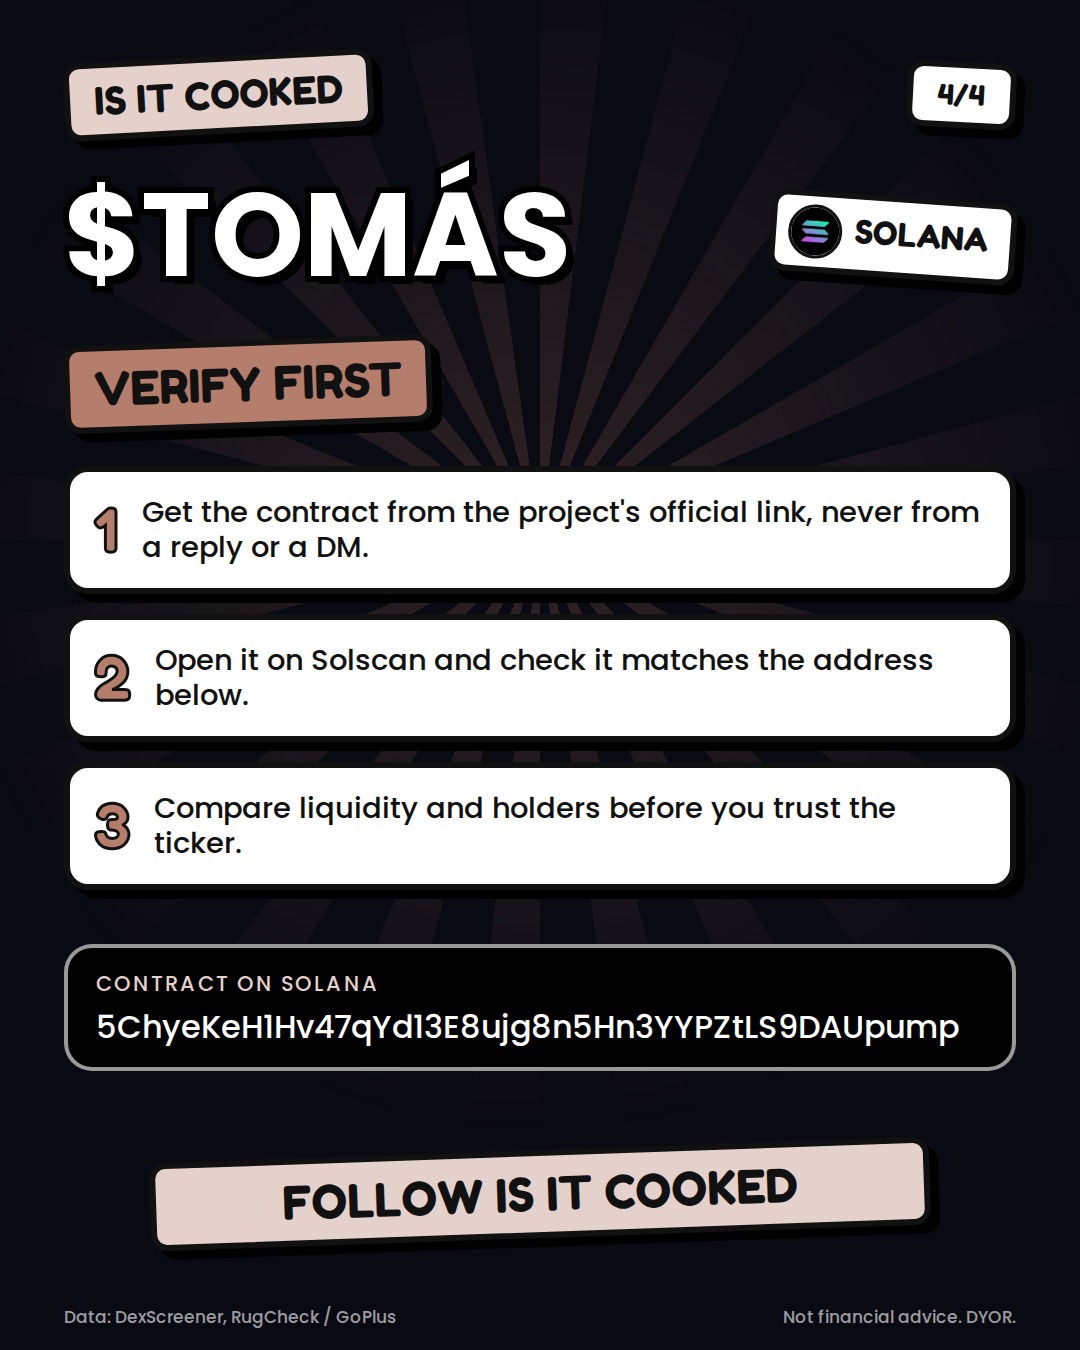 IS IT COOKED
4/4
$TOMÁS
SOLANA
VERIFY FIRST
1
Get the contract from the project's official link, never from
a reply or a DM.
2
Open it on Solscan and check it matches the address
below.
3
Compare liquidity and holders before you trust the
ticker.
CONTRACT ON SOLANA
5ChyeKeH1Hv47qYd13E8ujg8n5Hn3YYPZtLS9DAUpump
FOLLOW IS IT COOKED
Data: DexScreener, RugCheck / GoPlus
Not financial advice. DYOR.